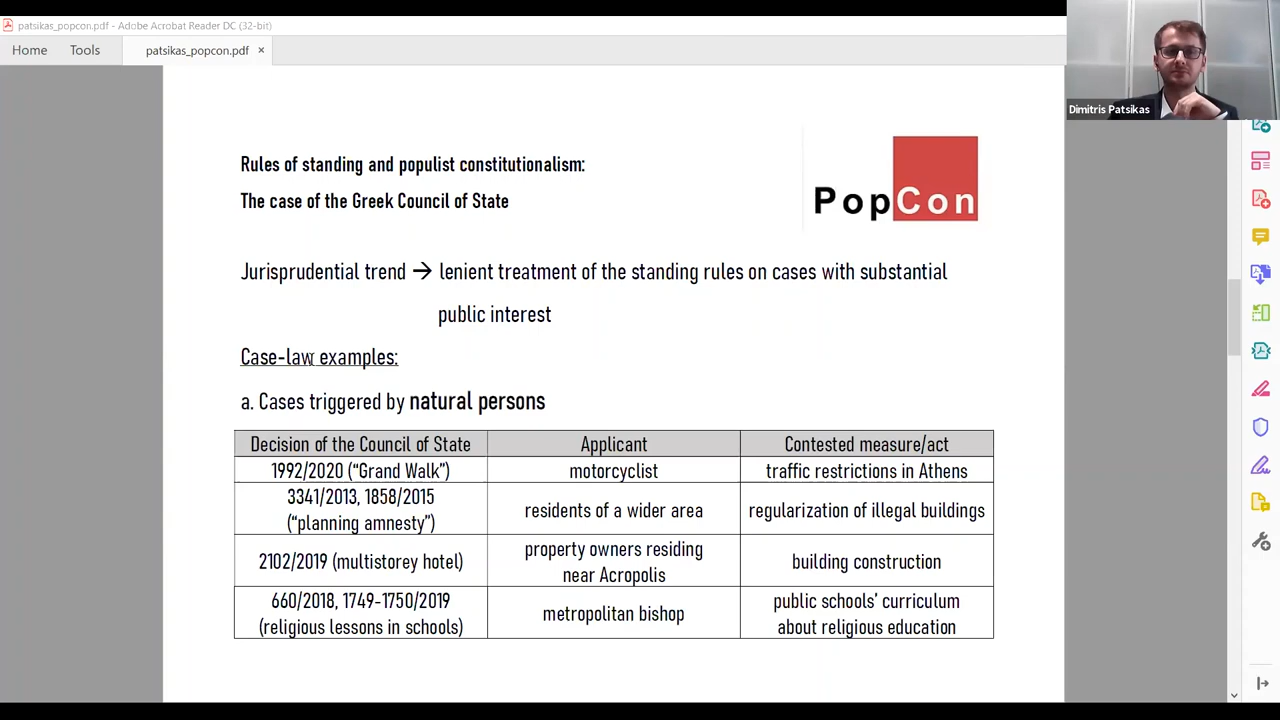 patsikas_popcon.pdf - Adobe Acrobat Reader DC (32-bit)
Home Tools patsikas_popcon.pdf ×
Dimitris Patsikas
Rules of standing and populist constitutionalism:
The case of the Greek Council of State
PopCon
Jurisprudential trend → lenient treatment of the standing rules on cases with substantial
public interest
Case-law examples:
a. Cases triggered by natural persons
Decision of the Council of State Applicant Contested measure/act
1992/2020 (“Grand Walk”) motorcyclist traffic restrictions in Athens
3341/2013, 1858/2015
(“planning amnesty”) residents of a wider area regularization of illegal buildings
2102/2019 (multistorey hotel) property owners residing
near Acropolis building construction
660/2018, 1749-1750/2019
(religious lessons in schools) metropolitan bishop public schools’ curriculum
about religious education